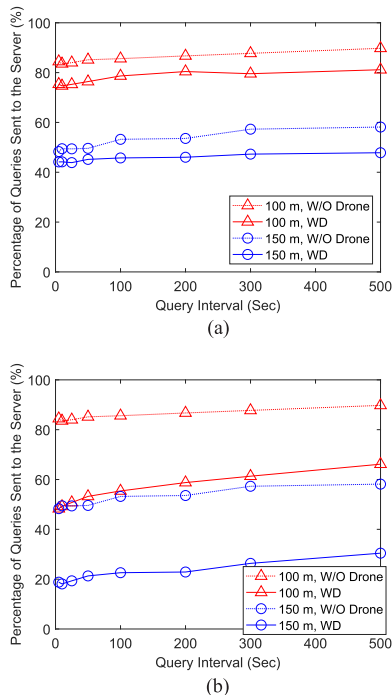 100
80
60
40
20
0
Percentage of Queries Sent to the Server (%)
100 m, W/O Drone
100 m, WD
150 m, W/O Drone
150 m, WD
0 100 200 300 400 500
Query Interval (Sec)
(a)
100
80
60
40
20
0
Percentage of Queries Sent to the Server (%)
100 m, W/O Drone
100 m, WD
150 m, W/O Drone
150 m, WD
0 100 200 300 400 500
Query Interval (Sec)
(b)